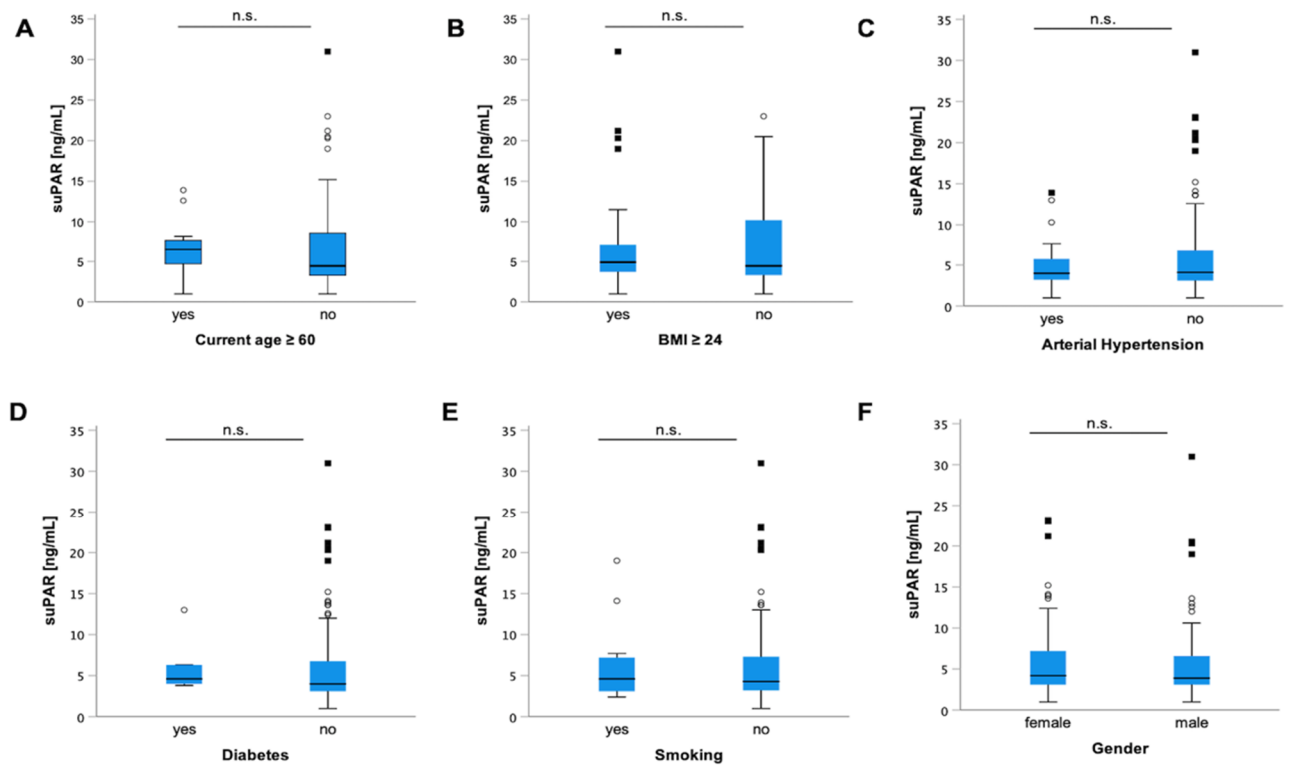 A
n.s.
35
30
25
20
15
10
5
0
suPAR [ng/mL]
yes no
Current age ≥ 60
B
n.s.
35
30
25
20
15
10
5
0
suPAR [ng/mL]
yes no
BMI ≥ 24
C
n.s.
35
30
25
20
15
10
5
0
suPAR [ng/mL]
yes no
Arterial Hypertension
D
n.s.
35
30
25
20
15
10
5
0
suPAR [ng/mL]
yes no
Diabetes
E
n.s.
35
30
25
20
15
10
5
0
suPAR [ng/mL]
yes no
Smoking
F
n.s.
35
30
25
20
15
10
5
0
suPAR [ng/mL]
female male
Gender